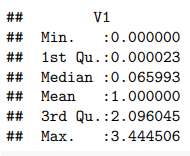 ##       V1
##  Min.   :0.000000
##  1st Qu.:0.000023
##  Median :0.065993
##  Mean   :1.000000
##  3rd Qu.:2.096045
##  Max.   :3.444506